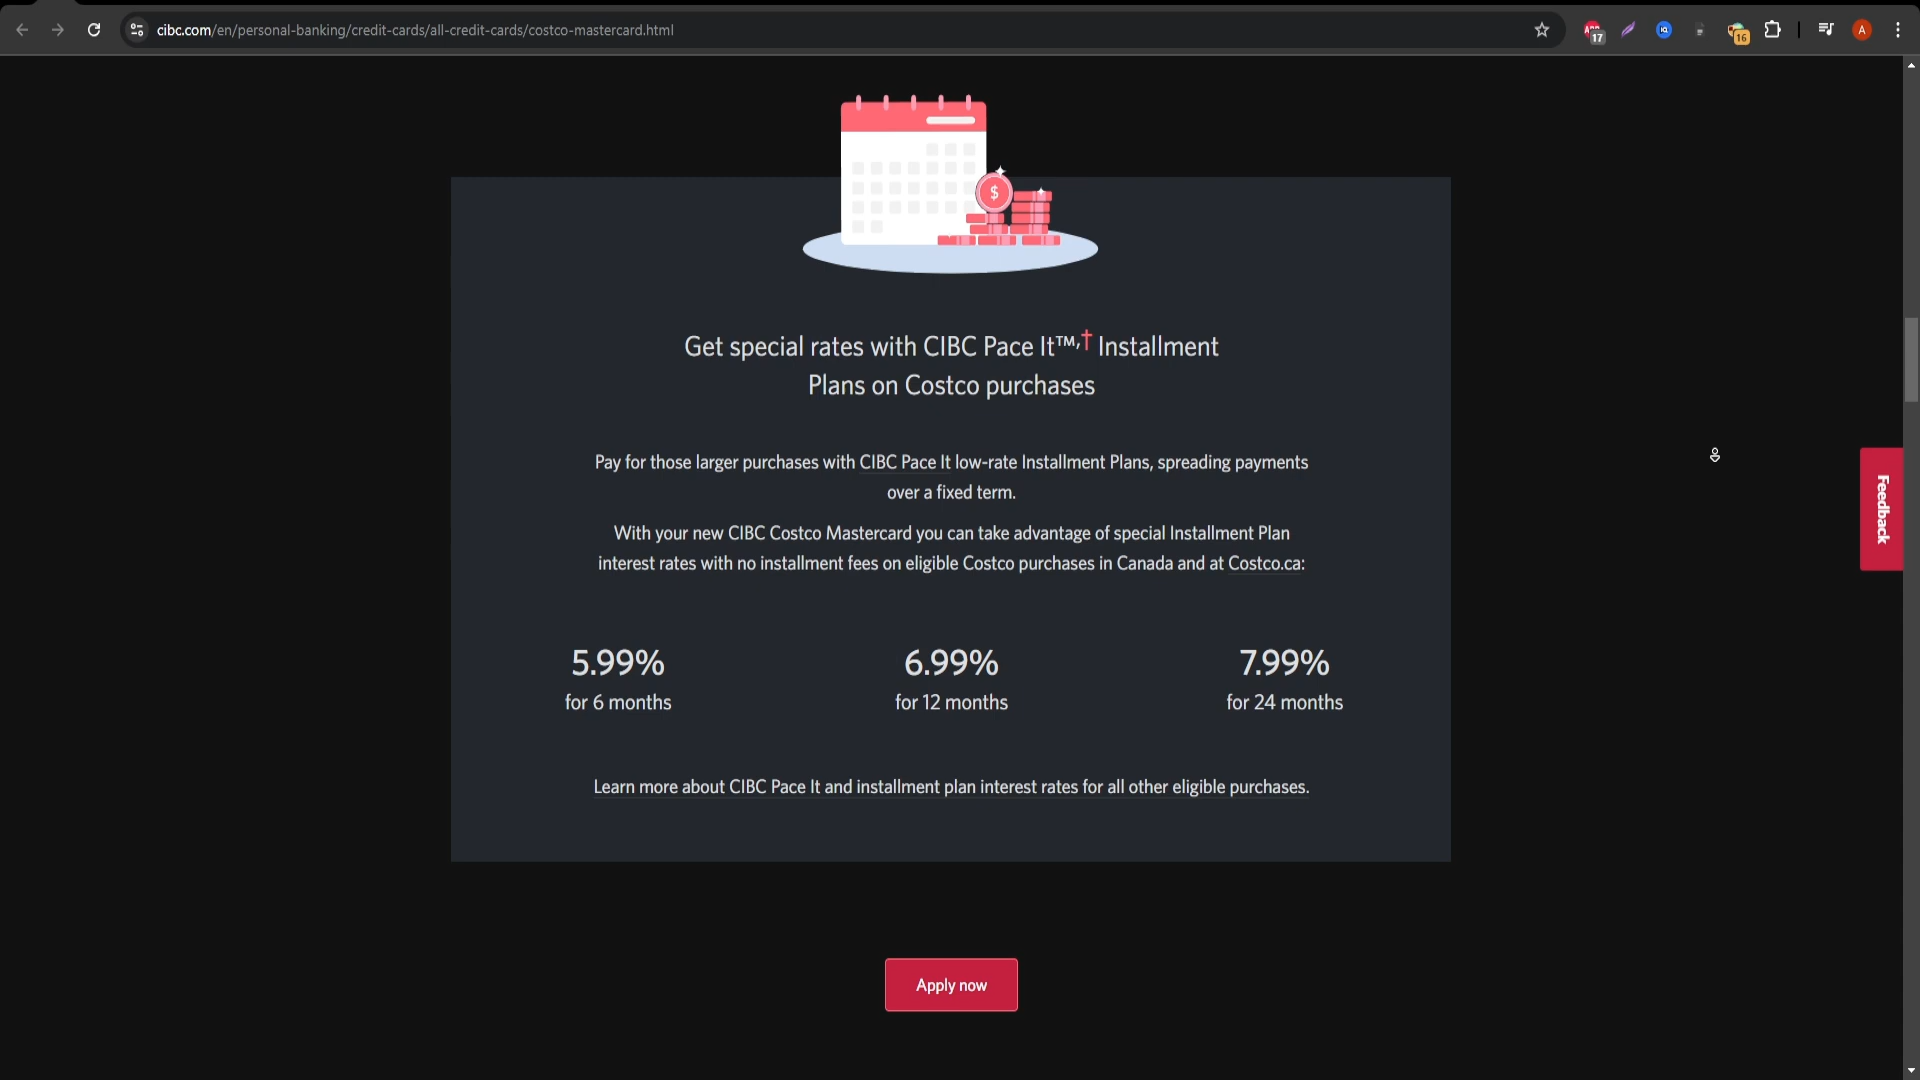 cibc.com/en/personal-banking/credit-cards/all-credit-cards/costco-mastercard.html
17
16
A
$
Get special rates with CIBC Pace It™,† Installment
Plans on Costco purchases
Pay for those larger purchases with CIBC Pace It low-rate Installment Plans, spreading payments
over a fixed term.
With your new CIBC Costco Mastercard you can take advantage of special Installment Plan
interest rates with no installment fees on eligible Costco purchases in Canada and at Costco.ca:
5.99% 6.99% 7.99%
for 6 months for 12 months for 24 months
Learn more about CIBC Pace It and installment plan interest rates for all other eligible purchases.
Apply now
Feedback